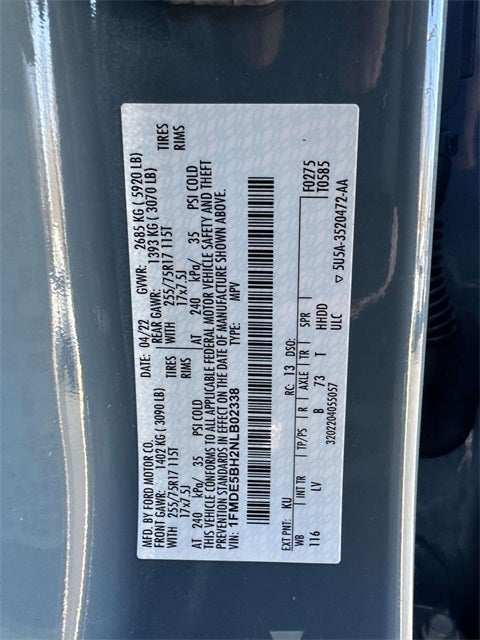 MFD. BY FORD MOTOR CO.
DATE: 04/22 GVWR: 2685 KG ( 5920 LB)
FRONT GAWR: 1402 KG ( 3090 LB) REAR GAWR: 1393 KG ( 3070 LB)
WITH 255/75R17 115T TIRES WITH 255/75R17 115T TIRES
17x7.5J RIMS 17x7.5J RIMS
AT 240 kPa/ 35 PSI COLD AT 240 kPa/ 35 PSI COLD
THIS VEHICLE CONFORMS TO ALL APPLICABLE FEDERAL MOTOR VEHICLE SAFETY AND THEFT
PREVENTION STANDARDS IN EFFECT ON THE DATE OF MANUFACTURE SHOWN ABOVE.
VIN: 1FMDE5BH2NLB02338 TYPE: MPV
F0275
T0585
EXT PNT: KU RC: 13 DSO:
WB INT TR TP/PS R AXLE TR SPR
116 LV B 73 T HHDD
ULC
3202204055057 ▽ 5U5A-3520472-AA